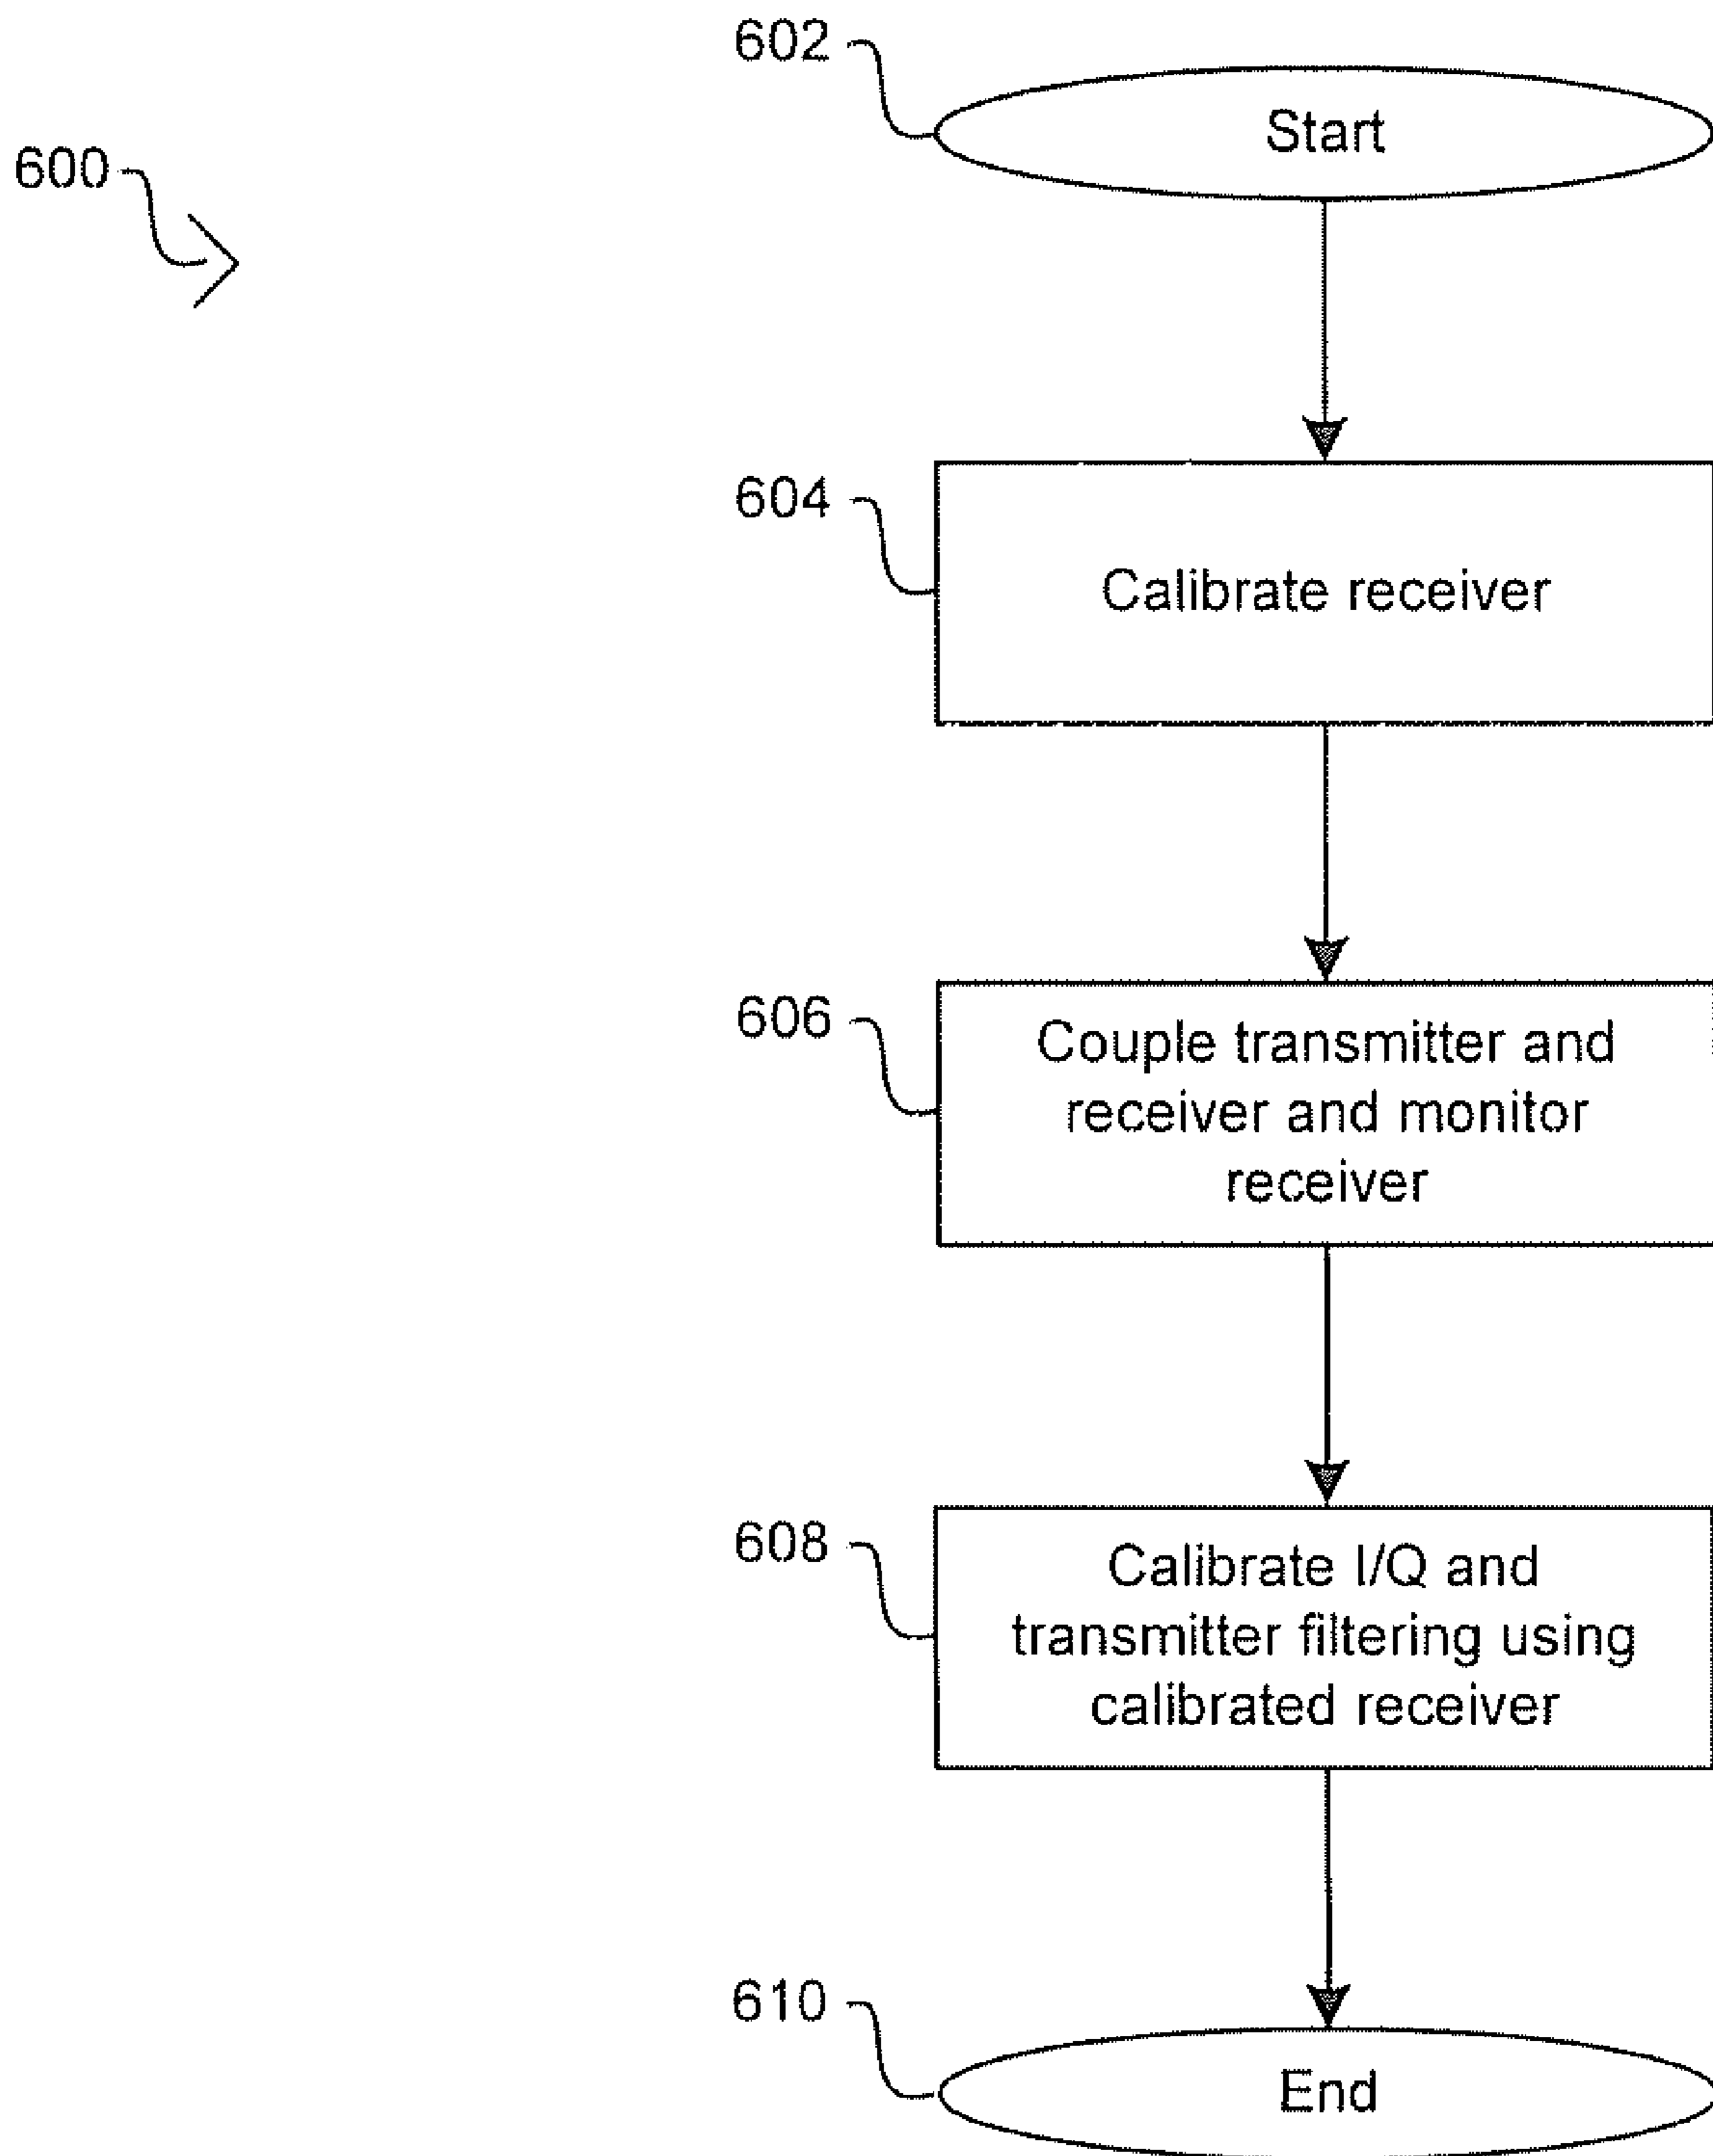 602
Start
600
604
Calibrate receiver
606
Couple transmitter and
receiver and monitor
receiver
608
Calibrate I/Q and
transmitter filtering using
calibrated receiver
610
End